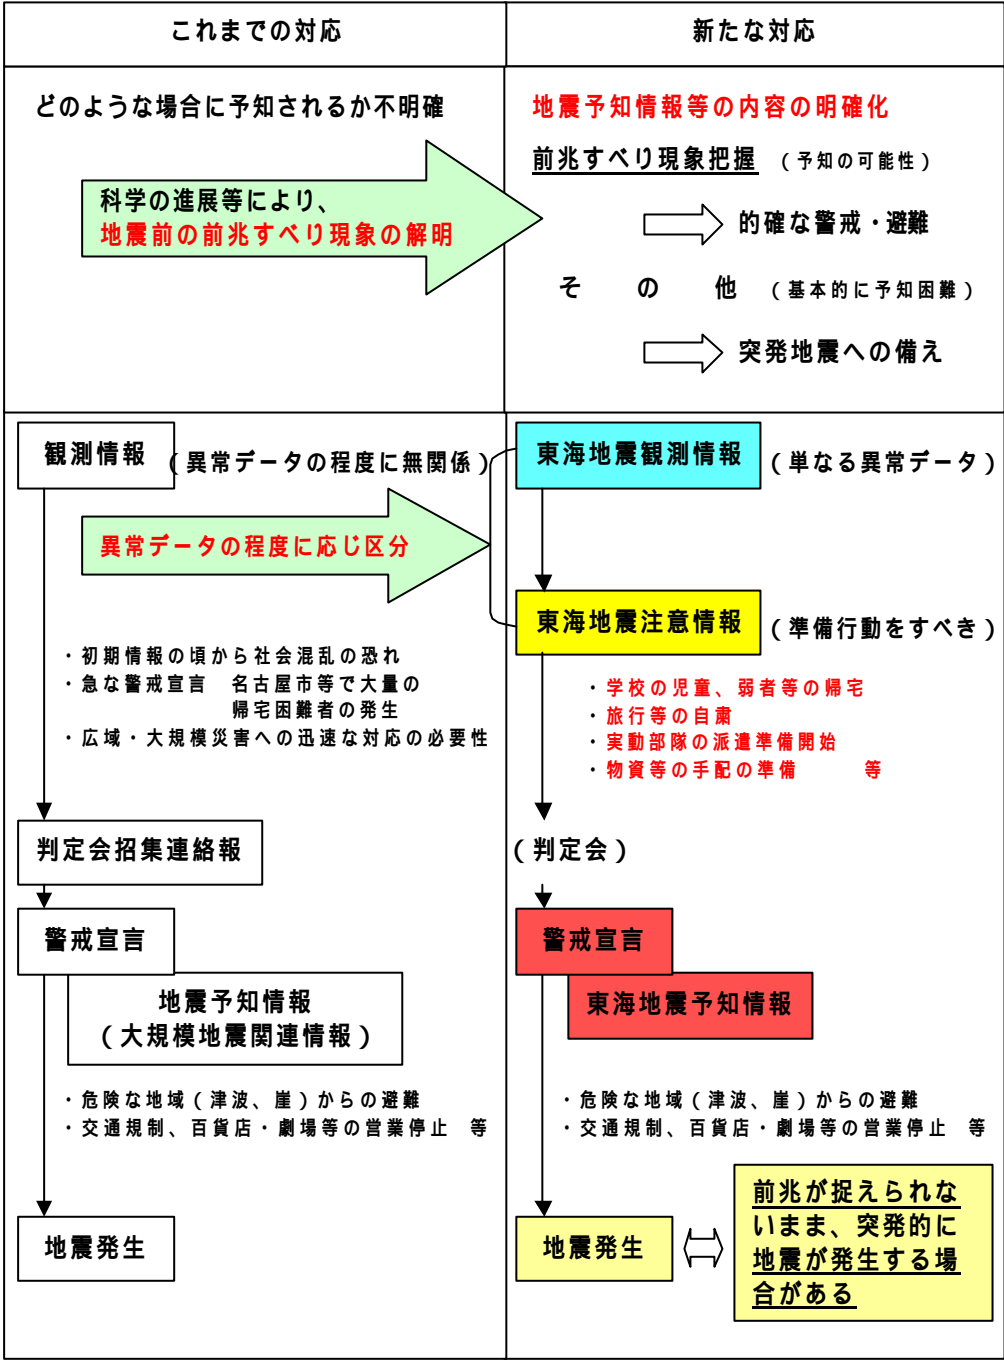 これまでの対応
新たな対応
どのような場合に予知されるか不明確
科学の進展等により、
地震前の前兆すべり現象の解明
地震予知情報等の内容の明確化
前兆すべり現象把握（予知の可能性）
的確な警戒・避難
その他（基本的に予知困難）
突発地震への備え
観測情報（異常データの程度に無関係）
異常データの程度に応じ区分
・初期情報の頃から社会混乱の恐れ
・急な警戒宣言　名古屋市等で大量の
帰宅困難者の発生
・広域・大規模災害への迅速な対応の必要性
判定会招集連絡報
警戒宣言
地震予知情報
（大規模地震関連情報）
・危険な地域（津波、崖）からの避難
・交通規制、百貨店・劇場等の営業停止　等
地震発生
東海地震観測情報（単なる異常データ）
東海地震注意情報（準備行動をすべき）
・学校の児童、弱者等の帰宅
・旅行等の自粛
・実動部隊の派遣準備開始
・物資等の手配の準備　　等
（判定会）
警戒宣言
東海地震予知情報
・危険な地域（津波、崖）からの避難
・交通規制、百貨店・劇場等の営業停止　等
地震発生
前兆が捉えられな
いまま、突発的に
地震が発生する場
合がある